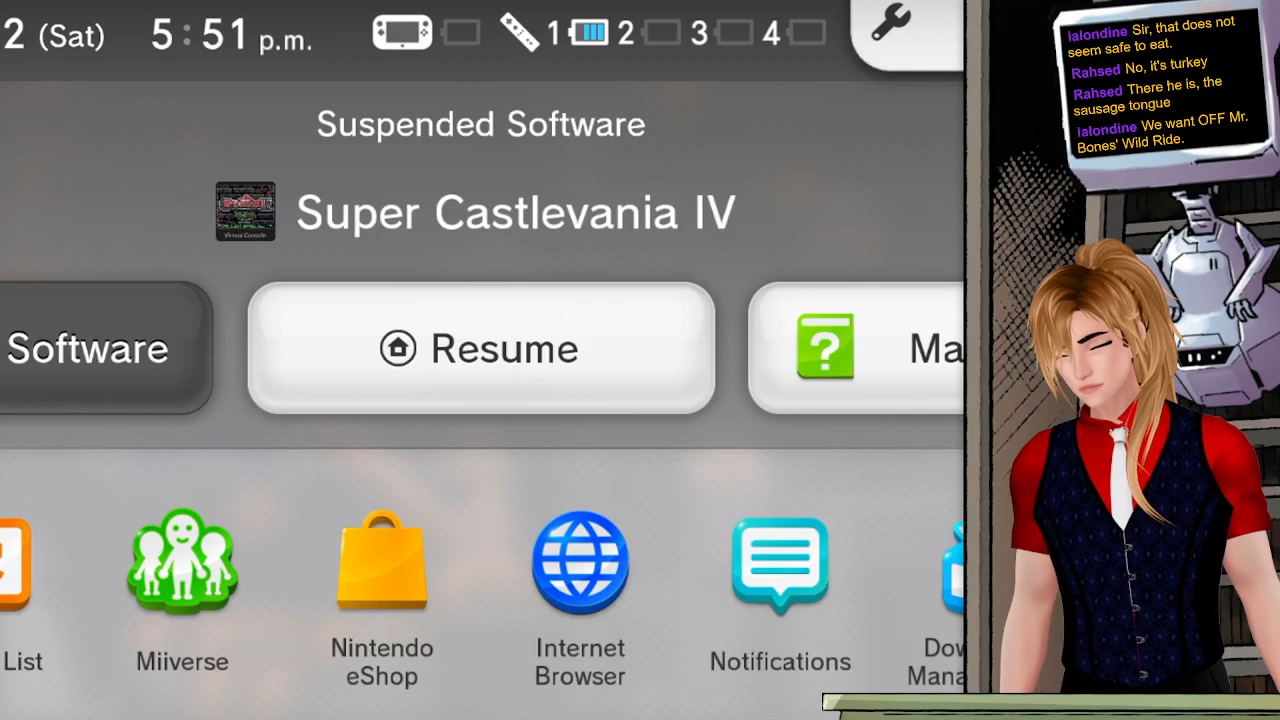 2 (Sat) 5:51 p.m. 1 2 3 4
Suspended Software
Super Castlevania IV
Virtual Console
Software
Resume
? Ma
List
Miiverse
Nintendo
eShop
Internet
Browser
Notifications
Dow
Mana
lalondine Sir, that does not
seem safe to eat.
Rahsed No, it's turkey
Rahsed There he is, the
sausage tongue
lalondine We want OFF Mr.
Bones' Wild Ride.